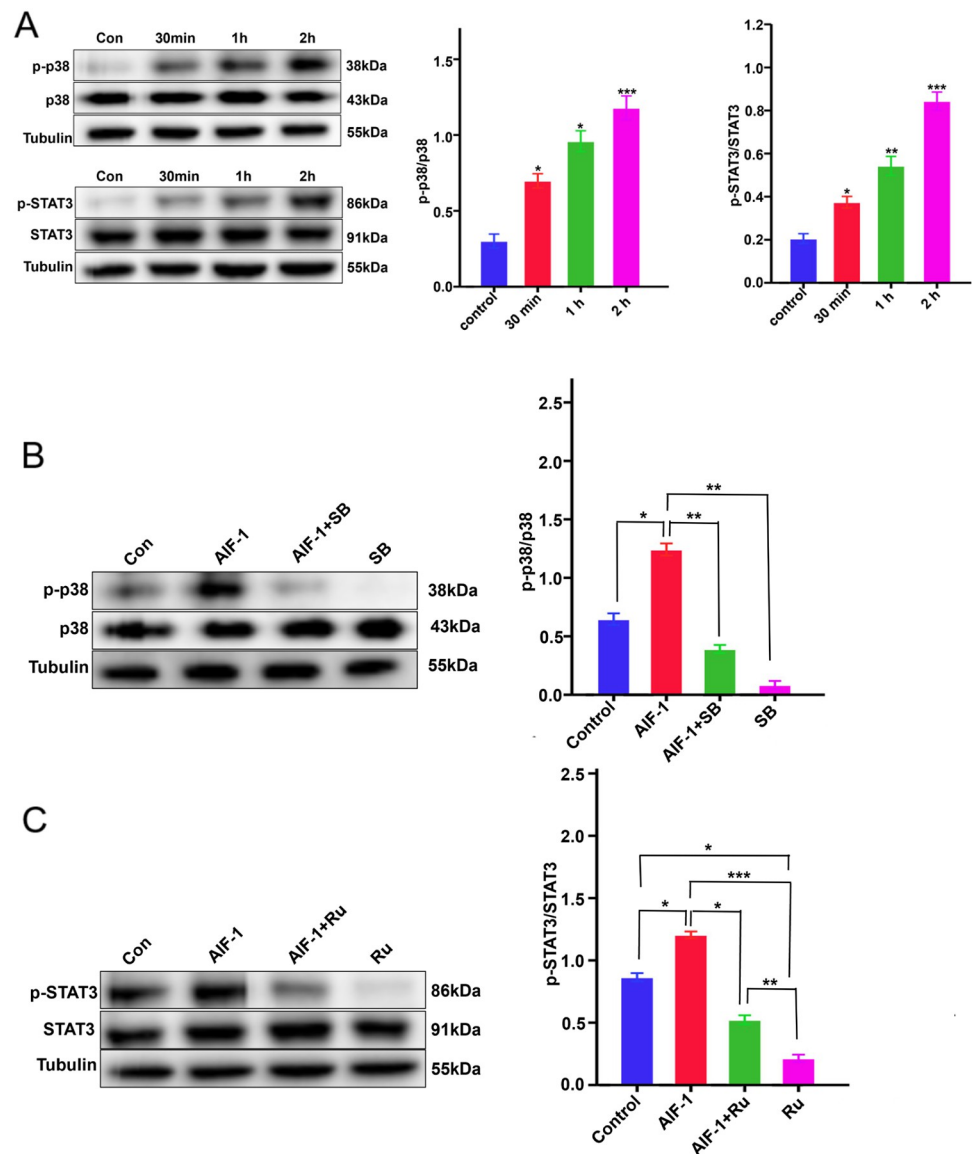 A
Con 30min 1h 2h
p-p38 38kDa
p38 43kDa
Tubulin 55kDa
Con 30min 1h 2h
p-STAT3 86kDa
STAT3 91kDa
Tubulin 55kDa
p-p38/p38
1.5
1.0
0.5
0.0
*
*
***
control 30 min 1 h 2 h
p-STAT3/STAT3
1.2
0.9
0.6
0.4
0.2
0.0
*
**
***
control 30 min 1 h 2 h
B
Con AIF-1 AIF-1+SB SB
p-p38 38kDa
p38 43kDa
Tubulin 55kDa
p-p38/p38
2.5
2.0
1.5
1.0
0.5
0.0
**
* **
Control AIF-1 AIF-1+SB SB
C
Con AIF-1 AIF-1+Ru Ru
p-STAT3 86kDa
STAT3 91kDa
Tubulin 55kDa
p-STAT3/STAT3
2.5
2.0
1.5
1.0
0.5
0.0
*
***
* *
**
Control AIF-1 AIF-1+Ru Ru